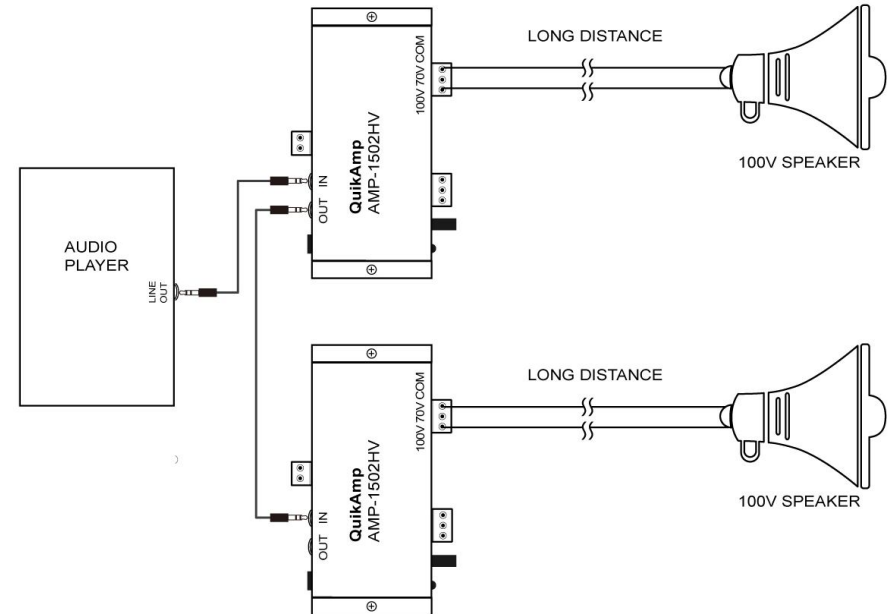 LONG DISTANCE
100V 70V COM
QuikAmp
AMP-1502HV
IN
OUT
100V SPEAKER
AUDIO
PLAYER
LINE
OUT
LONG DISTANCE
100V 70V COM
QuikAmp
AMP-1502HV
IN
OUT
100V SPEAKER